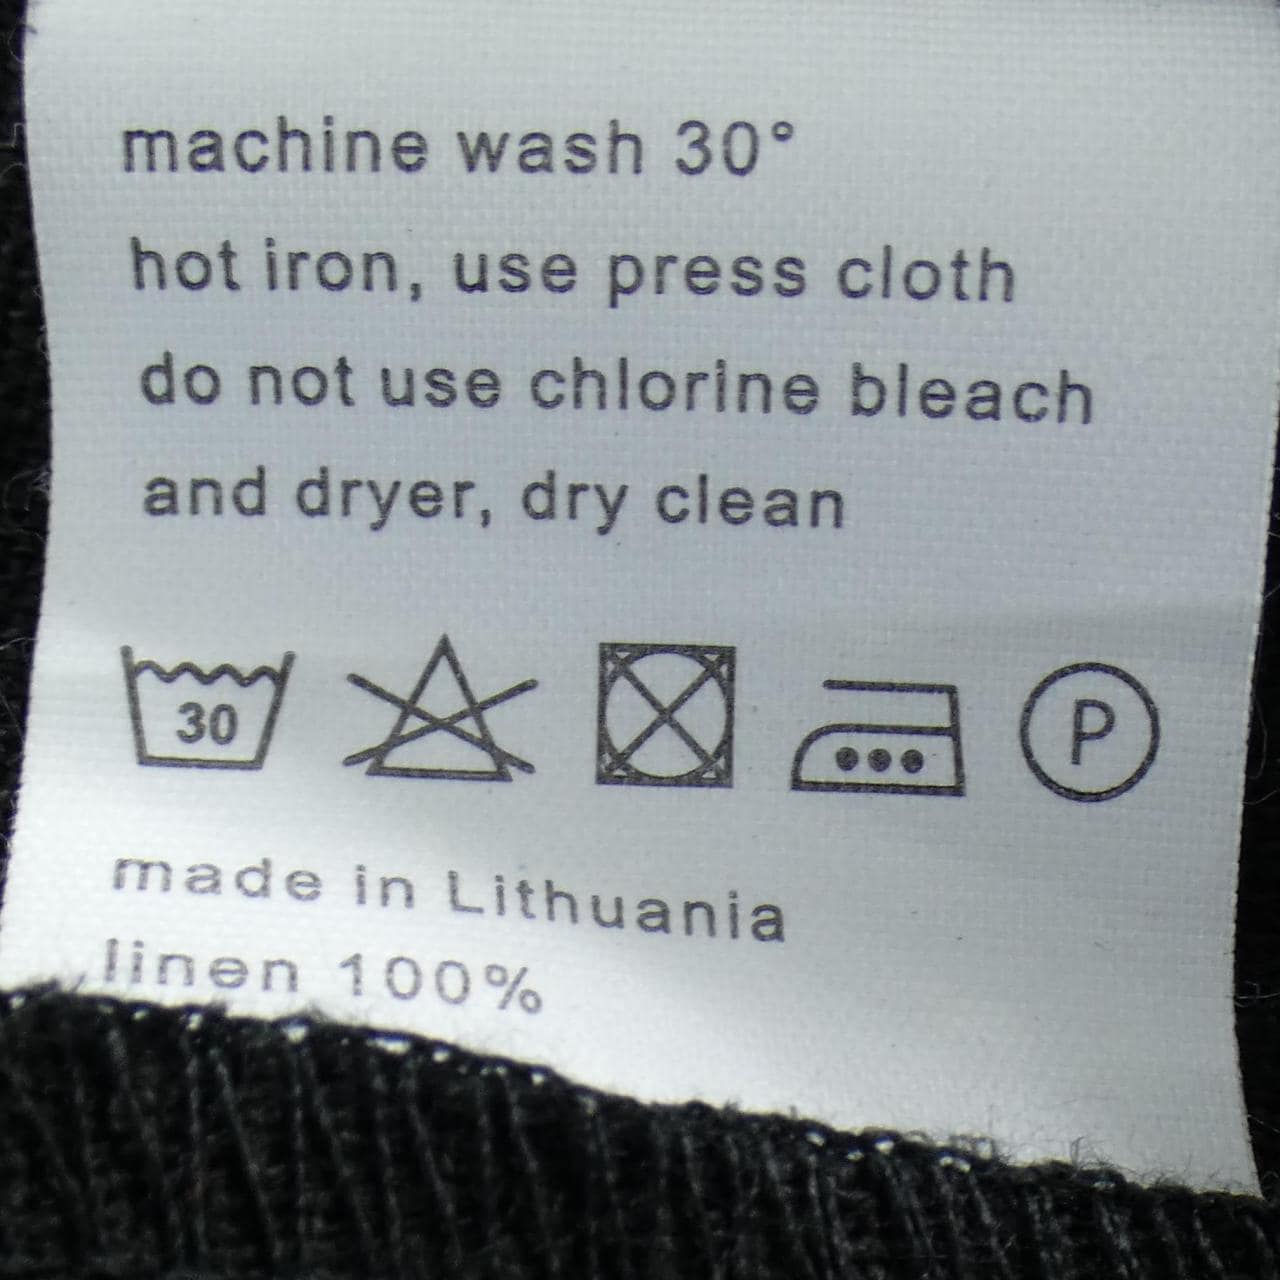 machine wash 30°
hot iron, use press cloth
do not use chlorine bleach
and dryer, dry clean
30
P
made in Lithuania
linen 100%